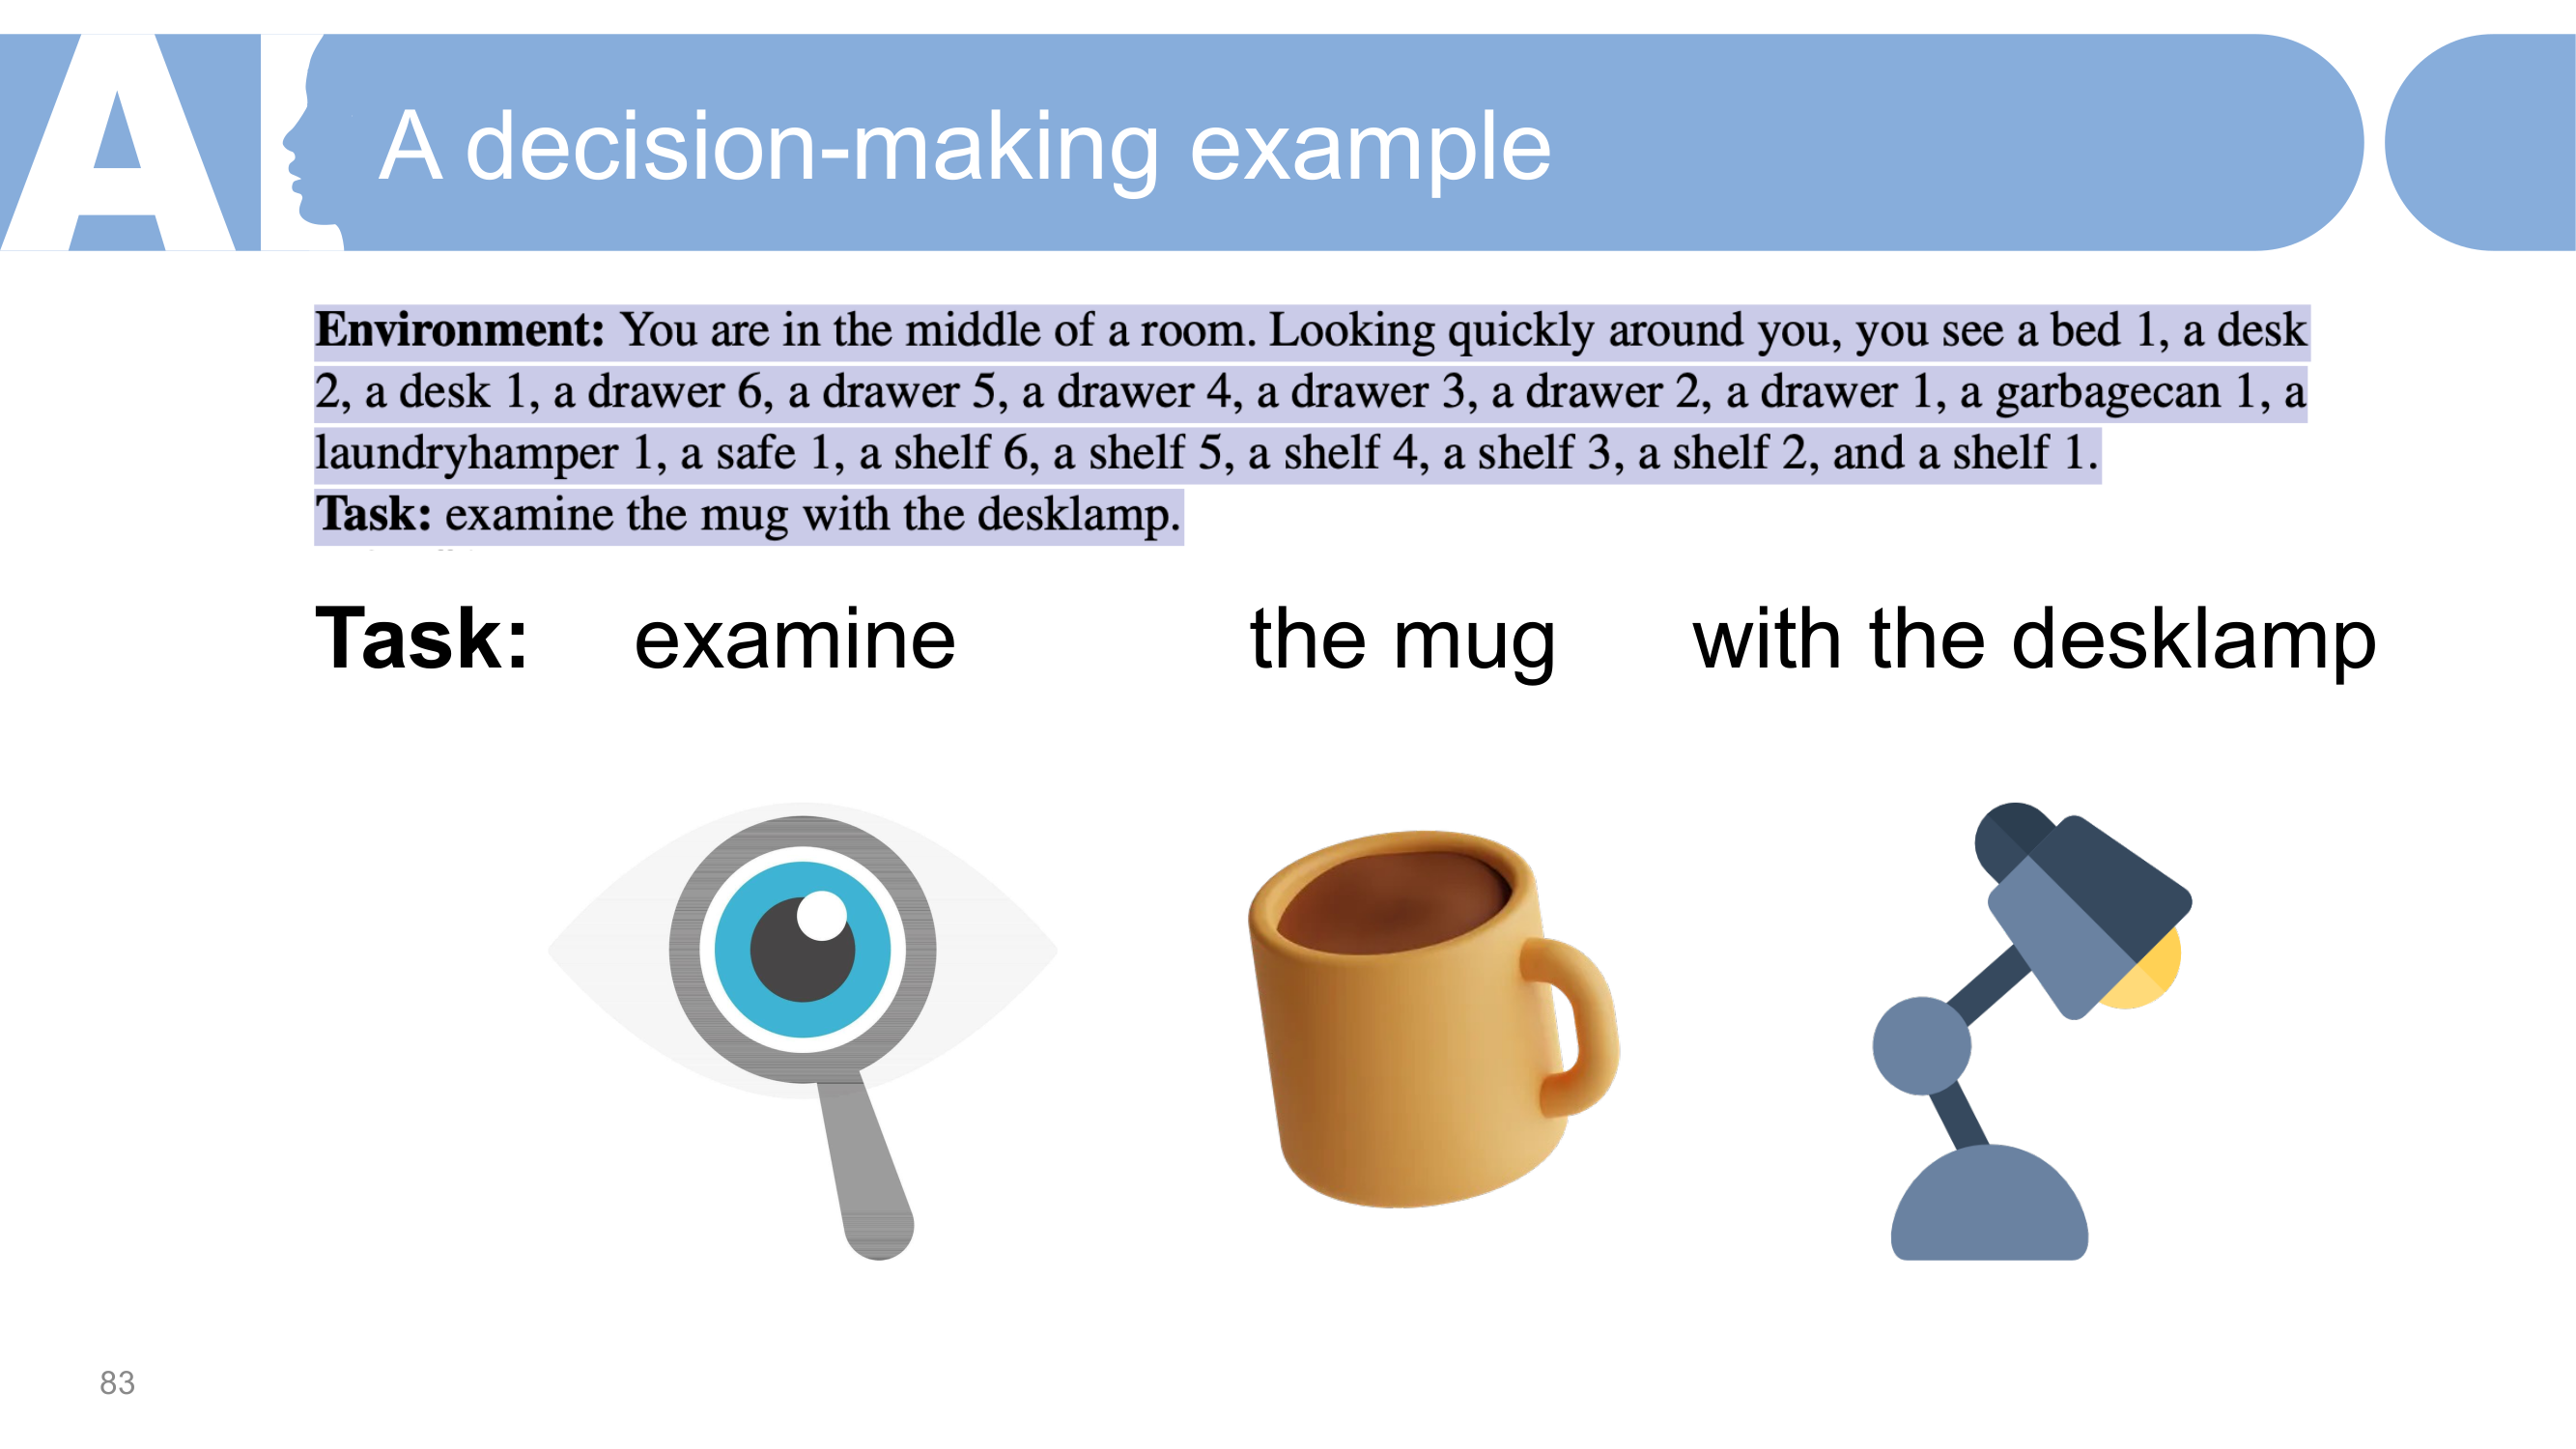 AI
A decision-making example
Environment: You are in the middle of a room. Looking quickly around you, you see a bed 1, a desk
2, a desk 1, a drawer 6, a drawer 5, a drawer 4, a drawer 3, a drawer 2, a drawer 1, a garbagecan 1, a
laundryhamper 1, a safe 1, a shelf 6, a shelf 5, a shelf 4, a shelf 3, a shelf 2, and a shelf 1.
Task: examine the mug with the desklamp.
Task: examine the mug with the desklamp
83